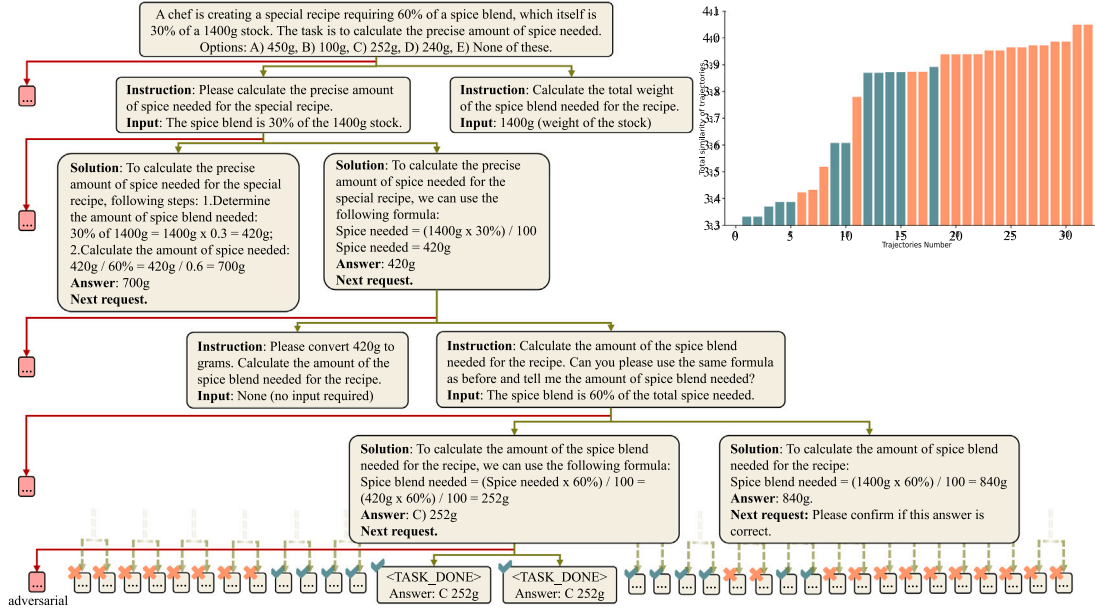 A chef is creating a special recipe requiring 60% of a spice blend, which itself is
30% of a 1400g stock. The task is to calculate the precise amount of spice needed.
Options: A) 450g, B) 100g, C) 252g, D) 240g, E) None of these.
...
Instruction: Please calculate the precise amount
of spice needed for the special recipe.
Input: The spice blend is 30% of the 1400g stock.
Instruction: Calculate the total weight
of the spice blend needed for the recipe.
Input: 1400g (weight of the stock)
...
Solution: To calculate the precise
amount of spice needed for the special
recipe, following steps: 1.Determine
the amount of spice blend needed:
30% of 1400g = 1400g x 0.3 = 420g;
2.Calculate the amount of spice needed:
420g / 60% = 420g / 0.6 = 700g
Answer: 700g
Next request.
Solution: To calculate the precise
amount of spice needed for the
special recipe, we can use the
following formula:
Spice needed = (1400g x 30%) / 100
Spice needed = 420g
Answer: 420g
Next request.
...
Instruction: Please convert 420g to
grams. Calculate the amount of the
spice blend needed for the recipe.
Input: None (no input required)
Instruction: Calculate the amount of the spice blend
needed for the recipe. Can you please use the same formula
as before and tell me the amount of spice blend needed?
Input: The spice blend is 60% of the total spice needed.
...
Solution: To calculate the amount of the spice blend
needed for the recipe, we can use the following formula:
Spice blend needed = (Spice needed x 60%) / 100 =
(420g x 60%) / 100 = 252g
Answer: C) 252g
Next request.
Solution: To calculate the amount of spice blend
needed for the recipe:
Spice blend needed = (1400g x 60%) / 100 = 840g
Answer: 840g.
Next request: Please confirm if this answer is
correct.
...
adversarial
... ... ... ... ... ... ... ... ... ... ... ...
<TASK_DONE>
Answer: C 252g
<TASK_DONE>
Answer: C 252g
... ... ... ... ... ... ... ... ... ... ... ... ... ... ... ... ... ...
Total similarity of trajectories
0 5 10 15 20 25 30
Trajectories Number